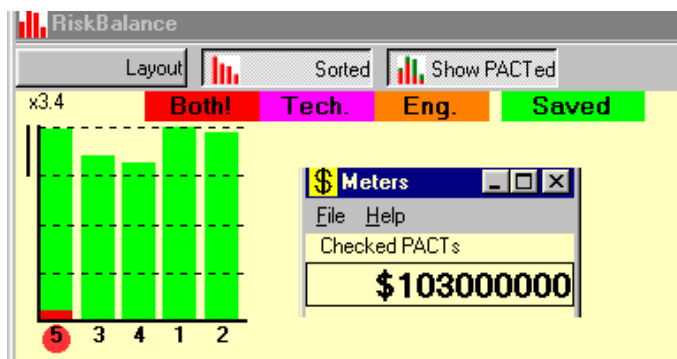 RiskBalance
Layout Sorted Show PACTed
x3.4 Both! Tech. Eng. Saved
$ Meters
File Help
Checked PACTs
$103000000
5 3 4 1 2